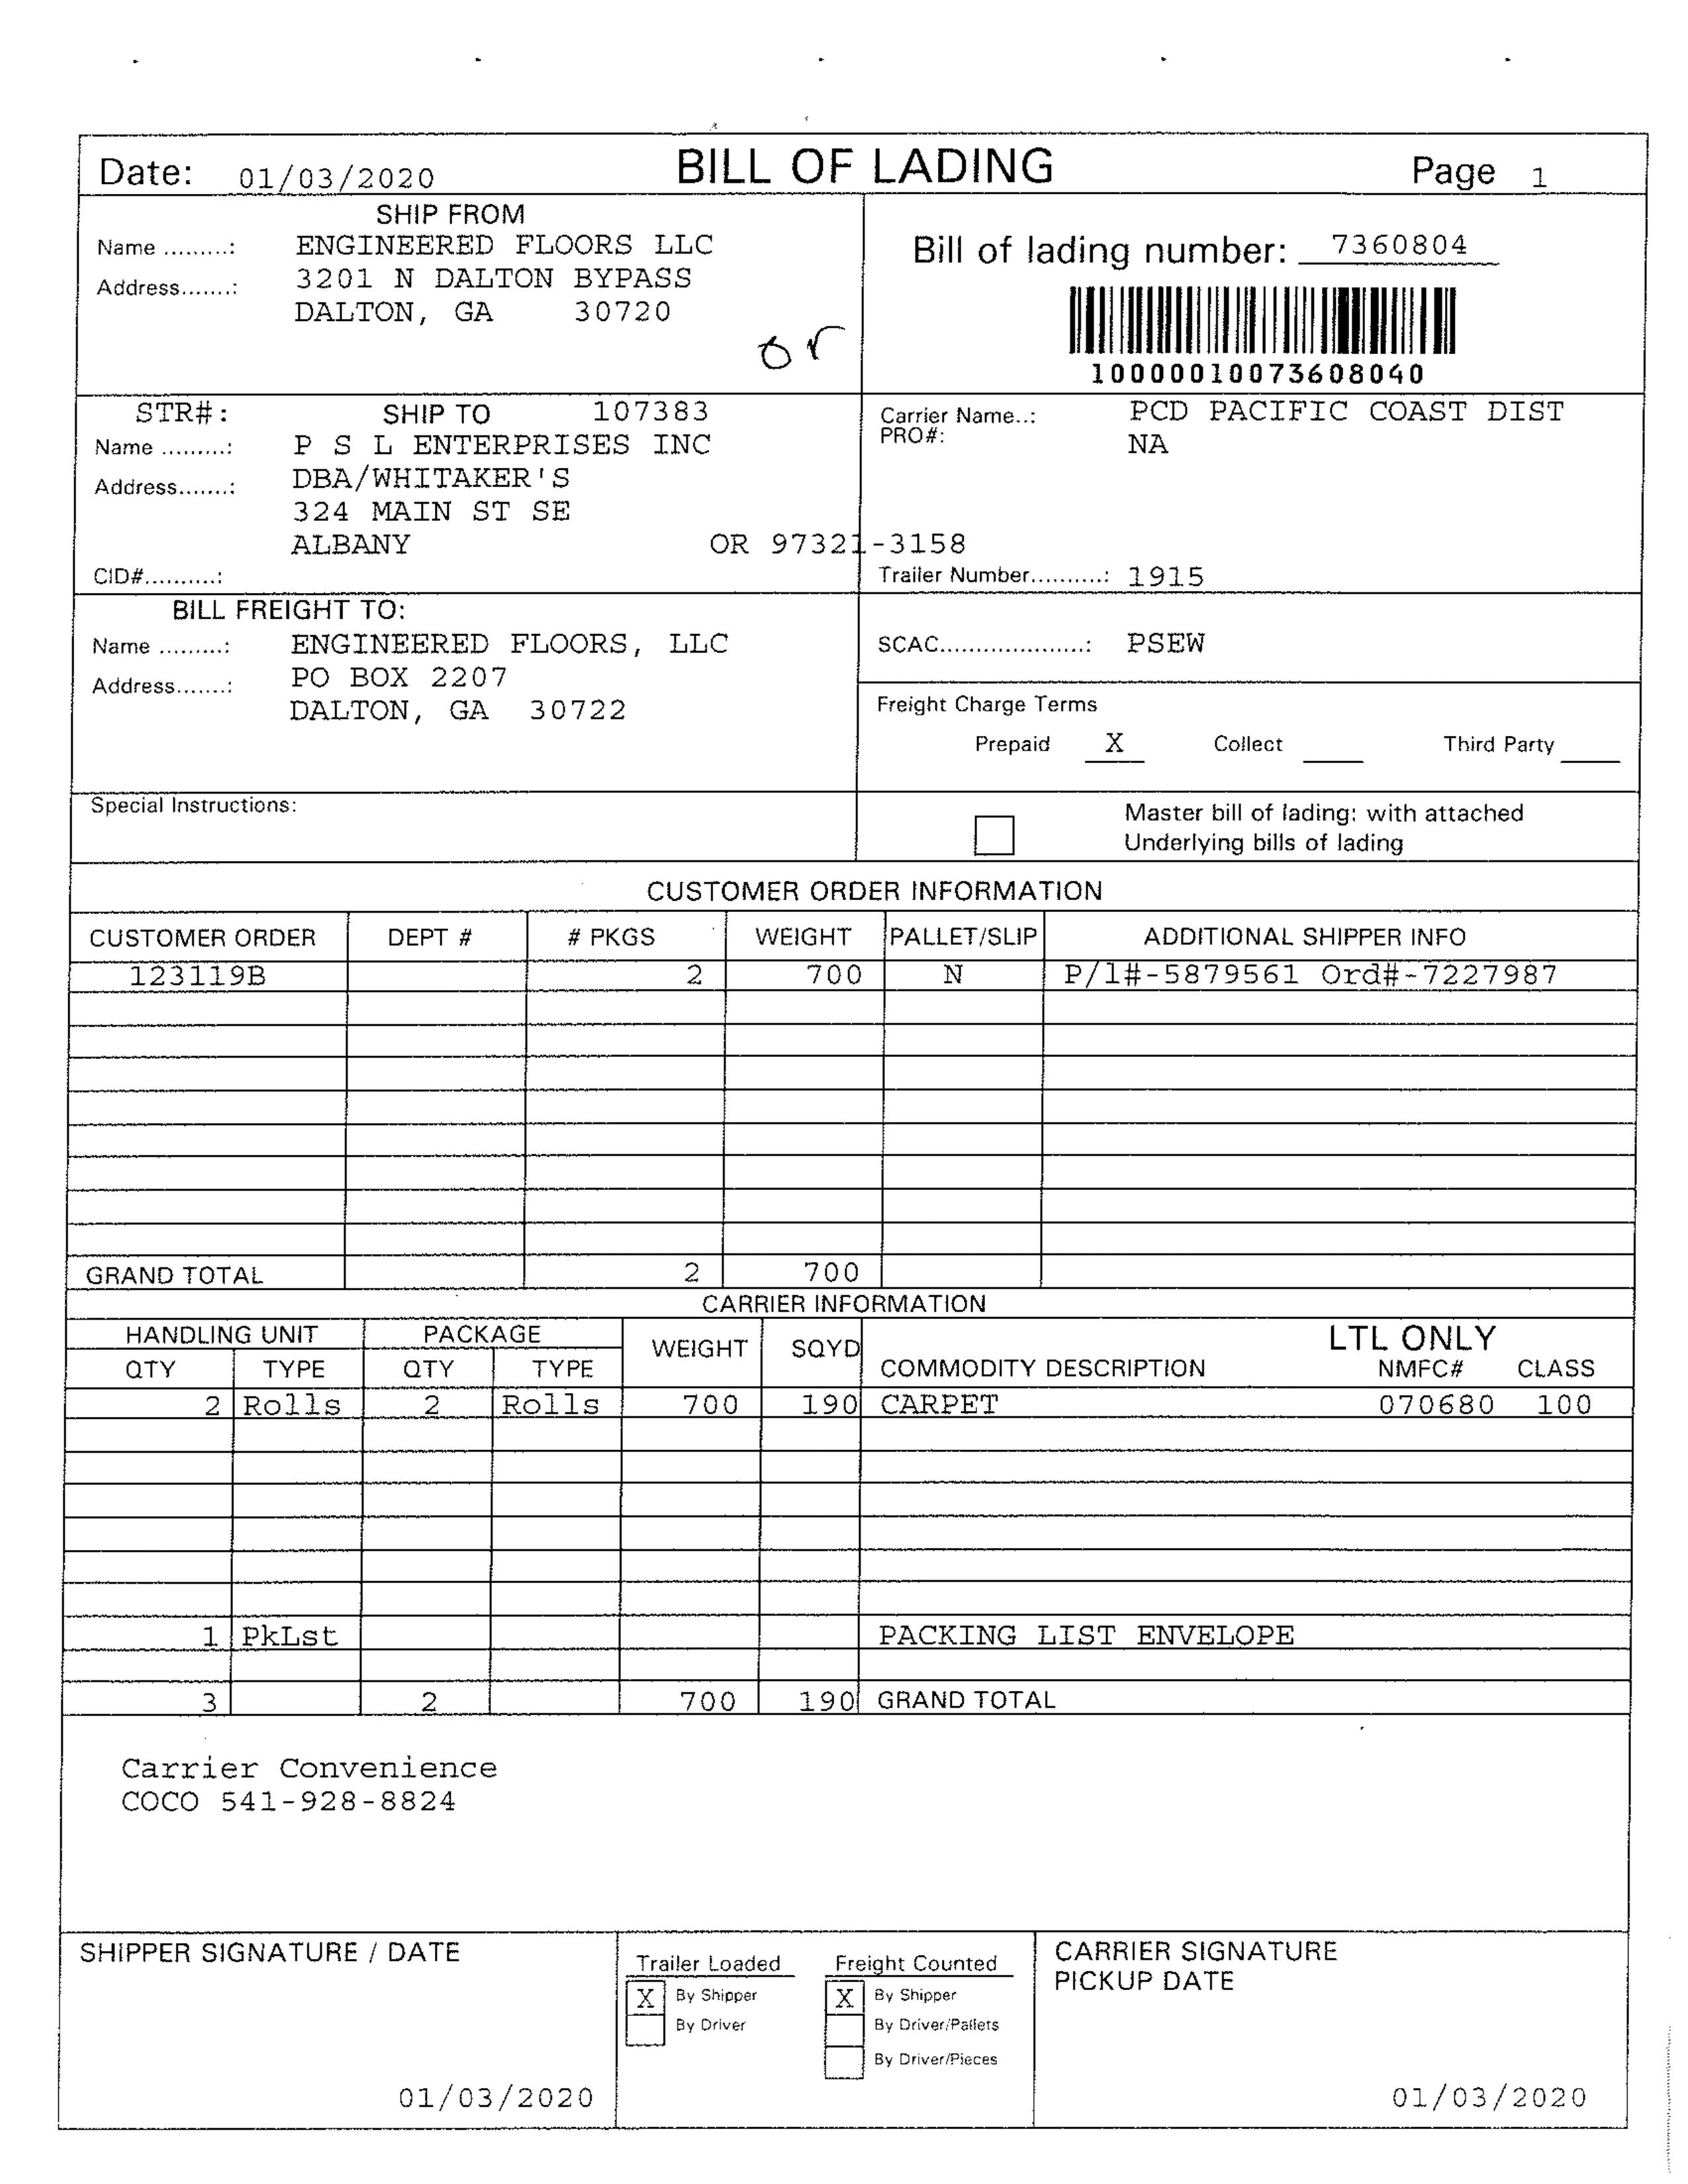 Date: 01/03/2020 BILL OF LADING Page 1
SHIP FROM
Name .........: ENGINEERED FLOORS LLC
Address.......: 3201 N DALTON BYPASS
DALTON, GA 30720
or
Bill of lading number: 7360804
10000010073608040
STR#: SHIP TO 107383
Name .........: P S L ENTERPRISES INC
Address.......: DBA/WHITAKER'S
324 MAIN ST SE
ALBANY OR 97321-3158
CID#..........:
Carrier Name..: PCD PACIFIC COAST DIST
PRO#: NA
Trailer Number..........: 1915
BILL FREIGHT TO:
Name .........: ENGINEERED FLOORS, LLC
Address.......: PO BOX 2207
DALTON, GA 30722
SCAC....................: PSEW
Freight Charge Terms
Prepaid X Collect Third Party
Special Instructions:
Master bill of lading: with attached
Underlying bills of lading
CUSTOMER ORDER INFORMATION
CUSTOMER ORDER DEPT # # PKGS WEIGHT PALLET/SLIP ADDITIONAL SHIPPER INFO
123119B 2 700 N P/l#-5879561 Ord#-7227987
GRAND TOTAL 2 700
CARRIER INFORMATION
HANDLING UNIT PACKAGE WEIGHT SQYD LTL ONLY
QTY TYPE QTY TYPE COMMODITY DESCRIPTION NMFC# CLASS
2 Rolls 2 Rolls 700 190 CARPET 070680 100
1 PkLst PACKING LIST ENVELOPE
3 2 700 190 GRAND TOTAL
Carrier Convenience
COCO 541-928-8824
SHIPPER SIGNATURE / DATE
01/03/2020
Trailer Loaded Freight Counted
X By Shipper X By Shipper
By Driver By Driver/Pallets
By Driver/Pieces
CARRIER SIGNATURE
PICKUP DATE
01/03/2020